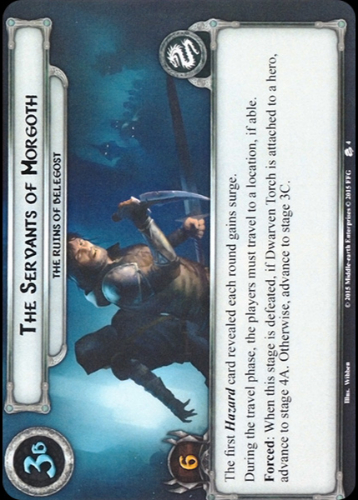 3B
THE SERVANTS OF MORGOTH
THE RUINS OF BELEGOST
6
The first Hazard card revealed each round gains surge.
During the travel phase, the players must travel to a location, if able.
Forced: When this stage is defeated, if Dwarven Torch is attached to a hero,
advance to stage 4A. Otherwise, advance to stage 3C.
Illus. Wibben
© 2015 Middle-earth Enterprises © 2015 FFG
4